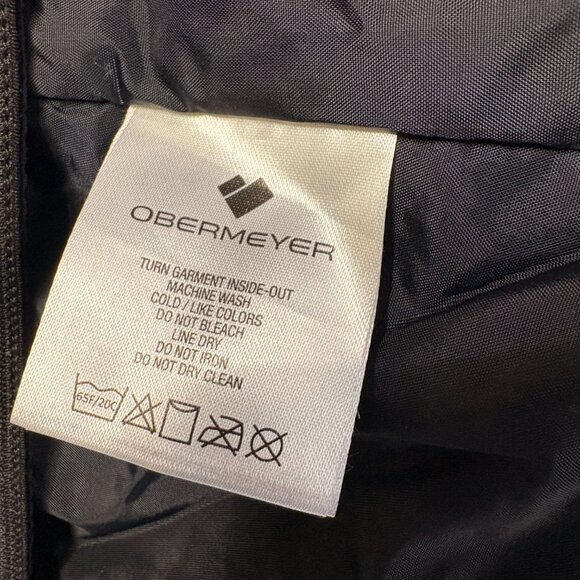 OBERMEYER
TURN GARMENT INSIDE-OUT
MACHINE WASH
COLD / LIKE COLORS
DO NOT BLEACH
LINE DRY
DO NOT IRON
DO NOT DRY CLEAN
65F/20C